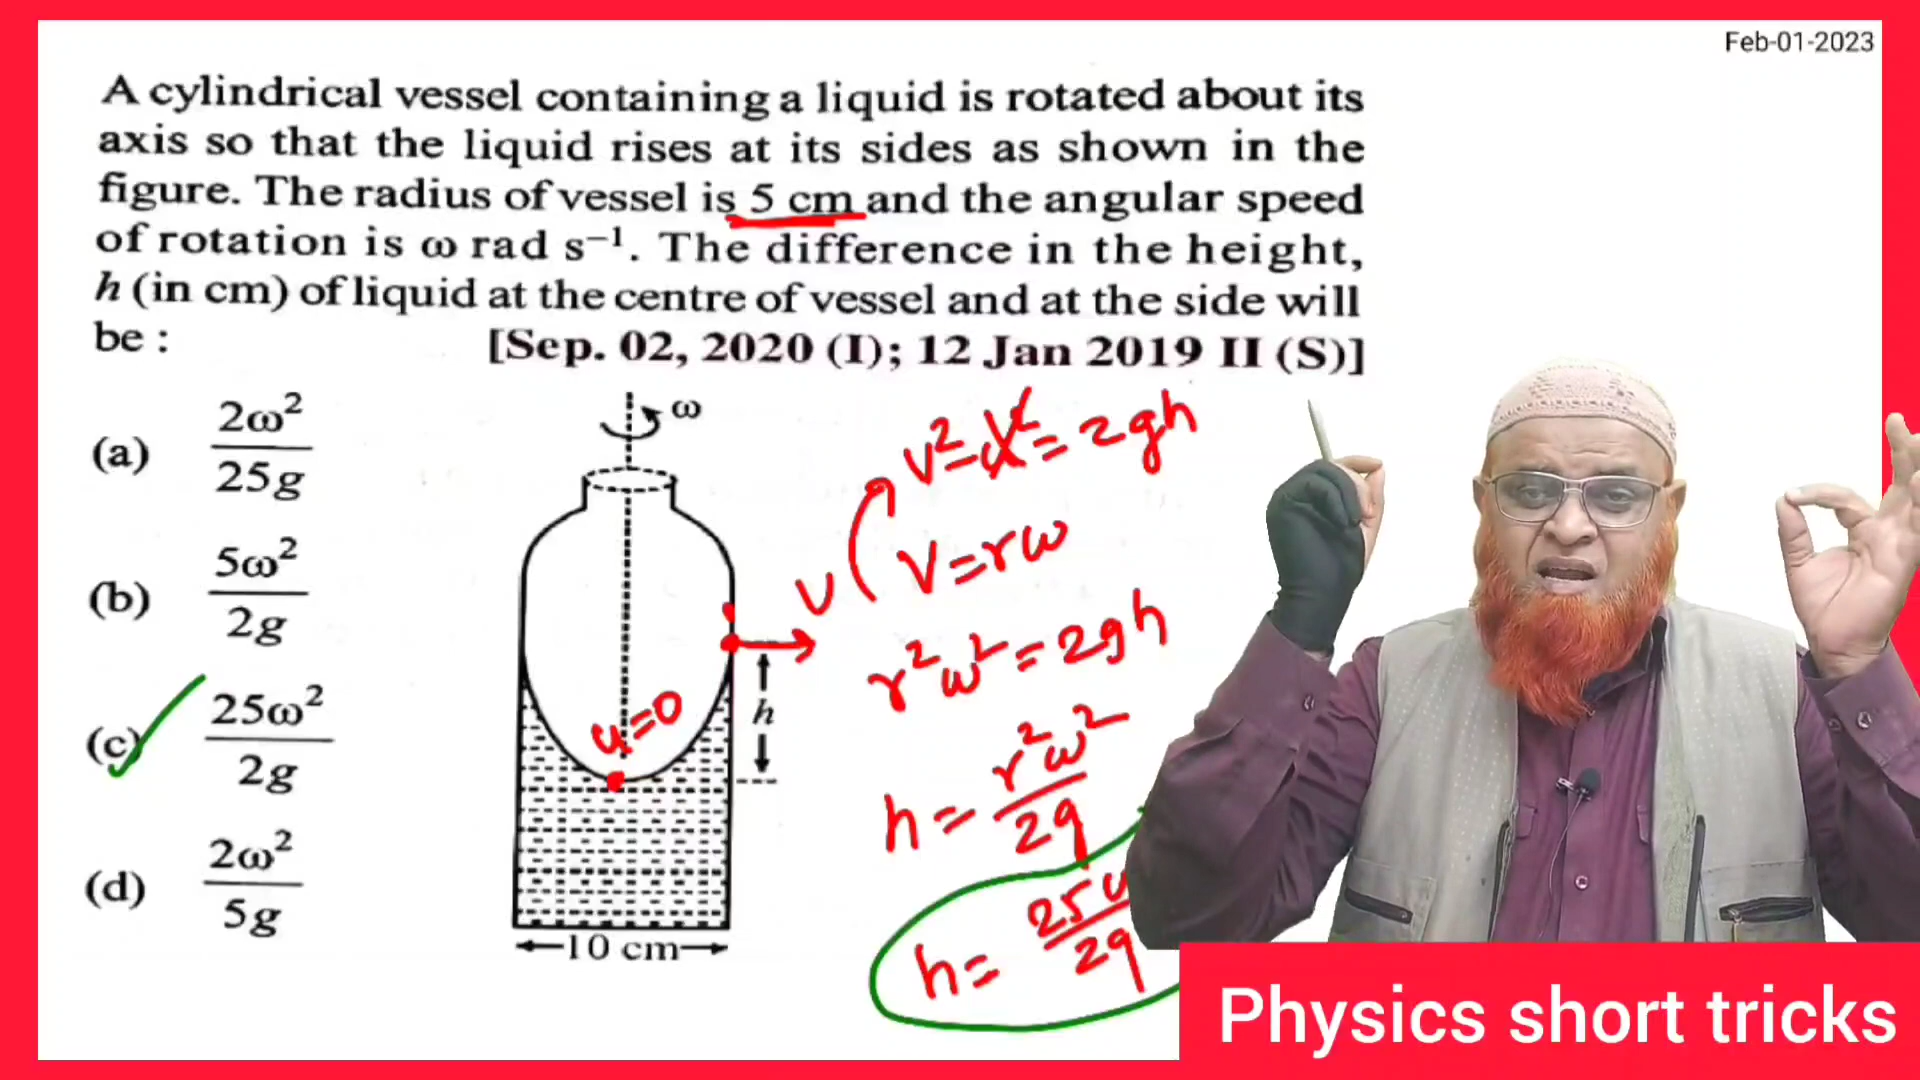 Feb-01-2023
A cylindrical vessel containing a liquid is rotated about its
axis so that the liquid rises at its sides as shown in the
figure. The radius of vessel is 5 cm and the angular speed
of rotation is ω rad s⁻¹. The difference in the height,
h (in cm) of liquid at the centre of vessel and at the side will
be :
[Sep. 02, 2020 (I); 12 Jan 2019 II (S)]
(a) 2ω²/25g
(b) 5ω²/2g
(c) 25ω²/2g
(d) 2ω²/5g
ω
h
10 cm
u=0
v
v²-u²=2gh
v=rω
r²ω²=2gh
h=r²ω²/2g
h=25/2g
Physics short tricks